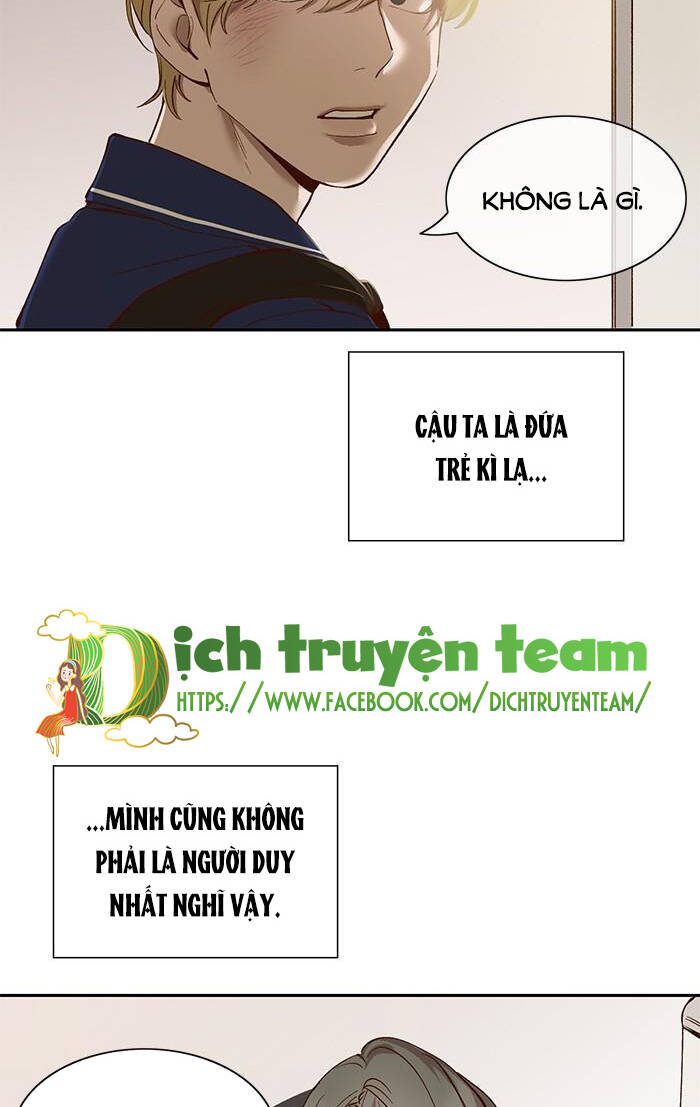 KHÔNG LÀ GÌ.
CẬU TA LÀ ĐỨA
TRẺ KÌ LẠ...
Dịch truyện team
HTTPS://WWW.FACEBOOK.COM/DICHTRUYENTEAM/
...MÌNH CŨNG KHÔNG
PHẢI LÀ NGƯỜI DUY
NHẤT NGHĨ VẬY.